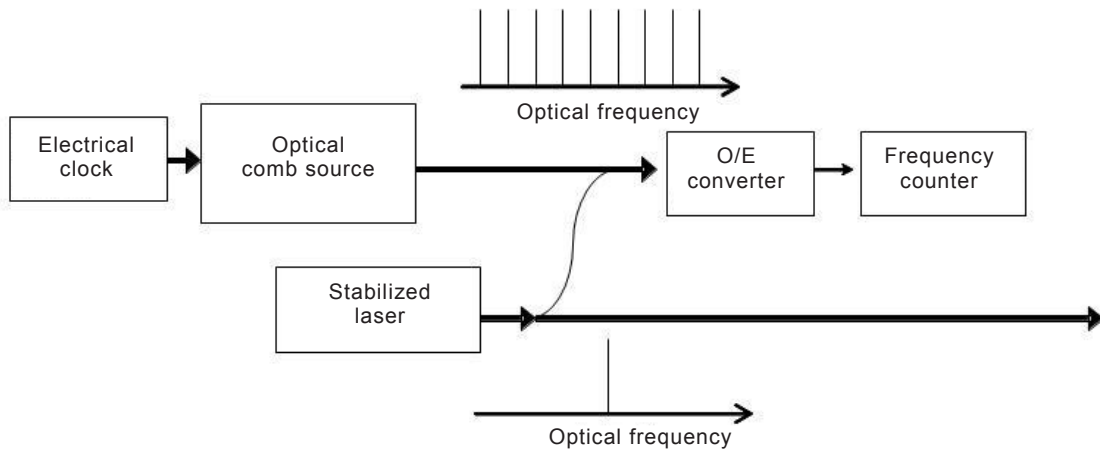 Optical frequency
Electrical
clock
Optical
comb source
O/E
converter
Frequency
counter
Stabilized
laser
Optical frequency